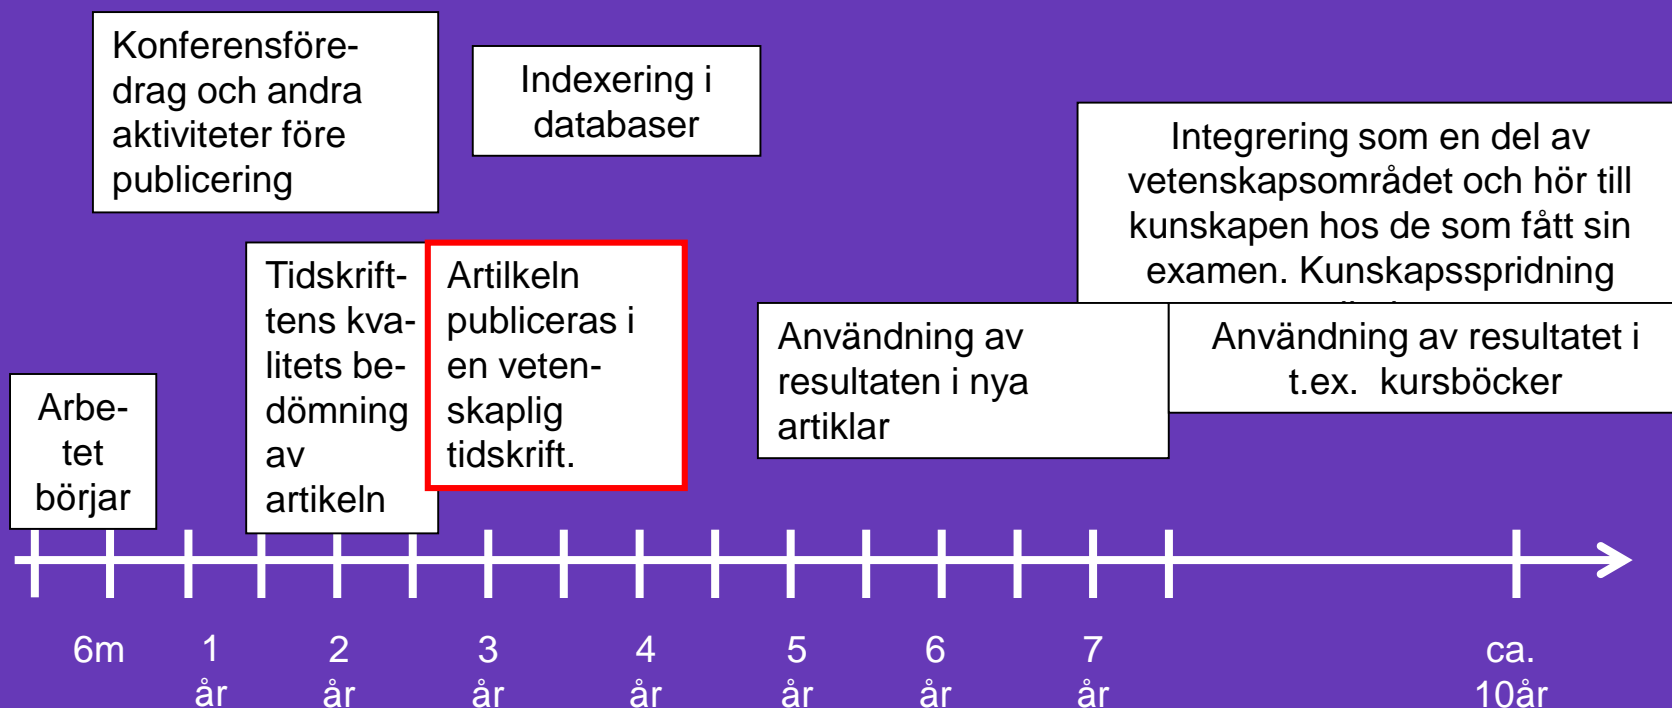 Konferensföre-
drag och andra
aktiviteter före
publicering
Indexering i
databaser
Integrering som en del av
vetenskapsområdet och hör till
kunskapen hos de som fått sin
examen. Kunskapsspridning
Tidskrift-
tens kva-
litets be-
dömning
av
artikeln
Artilkeln
publiceras i
en veten-
skaplig
tidskrift.
Användning av
resultaten i nya
artiklar
Användning av resultatet i
t.ex. kursböcker
Arbe-
tet
börjar
6m
1
år
2
år
3
år
4
år
5
år
6
år
7
år
ca.
10år